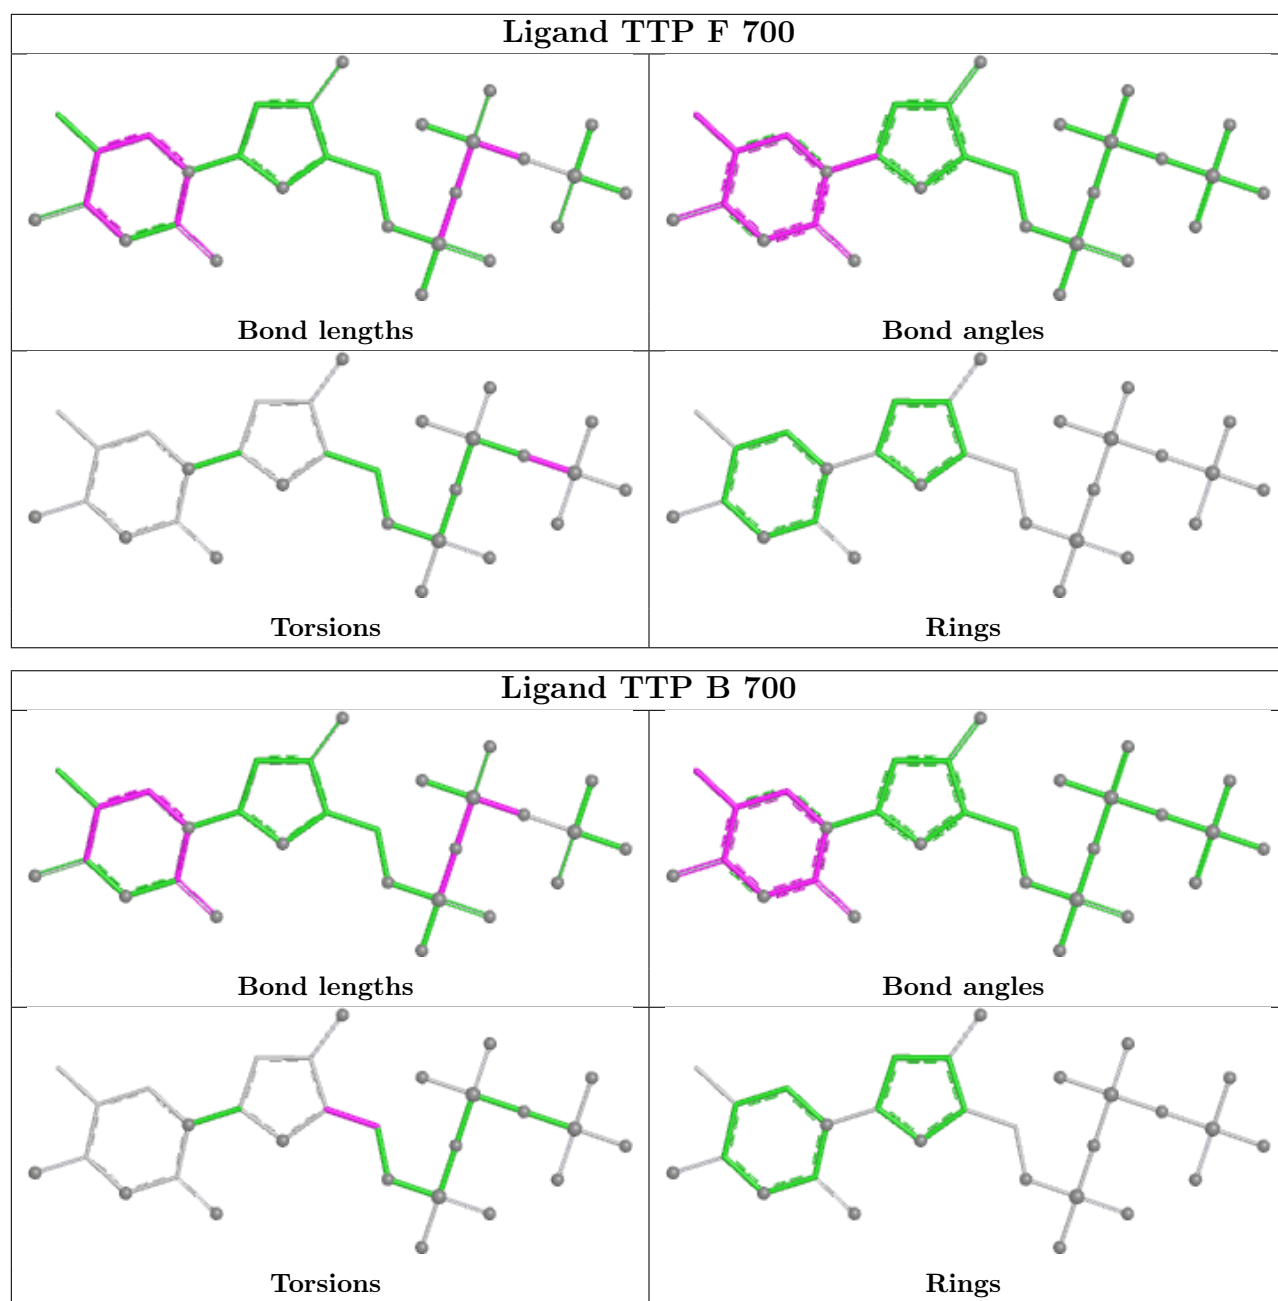 Ligand TTP F 700
Bond lengths
Bond angles
Torsions
Rings
Ligand TTP B 700
Bond lengths
Bond angles
Torsions
Rings